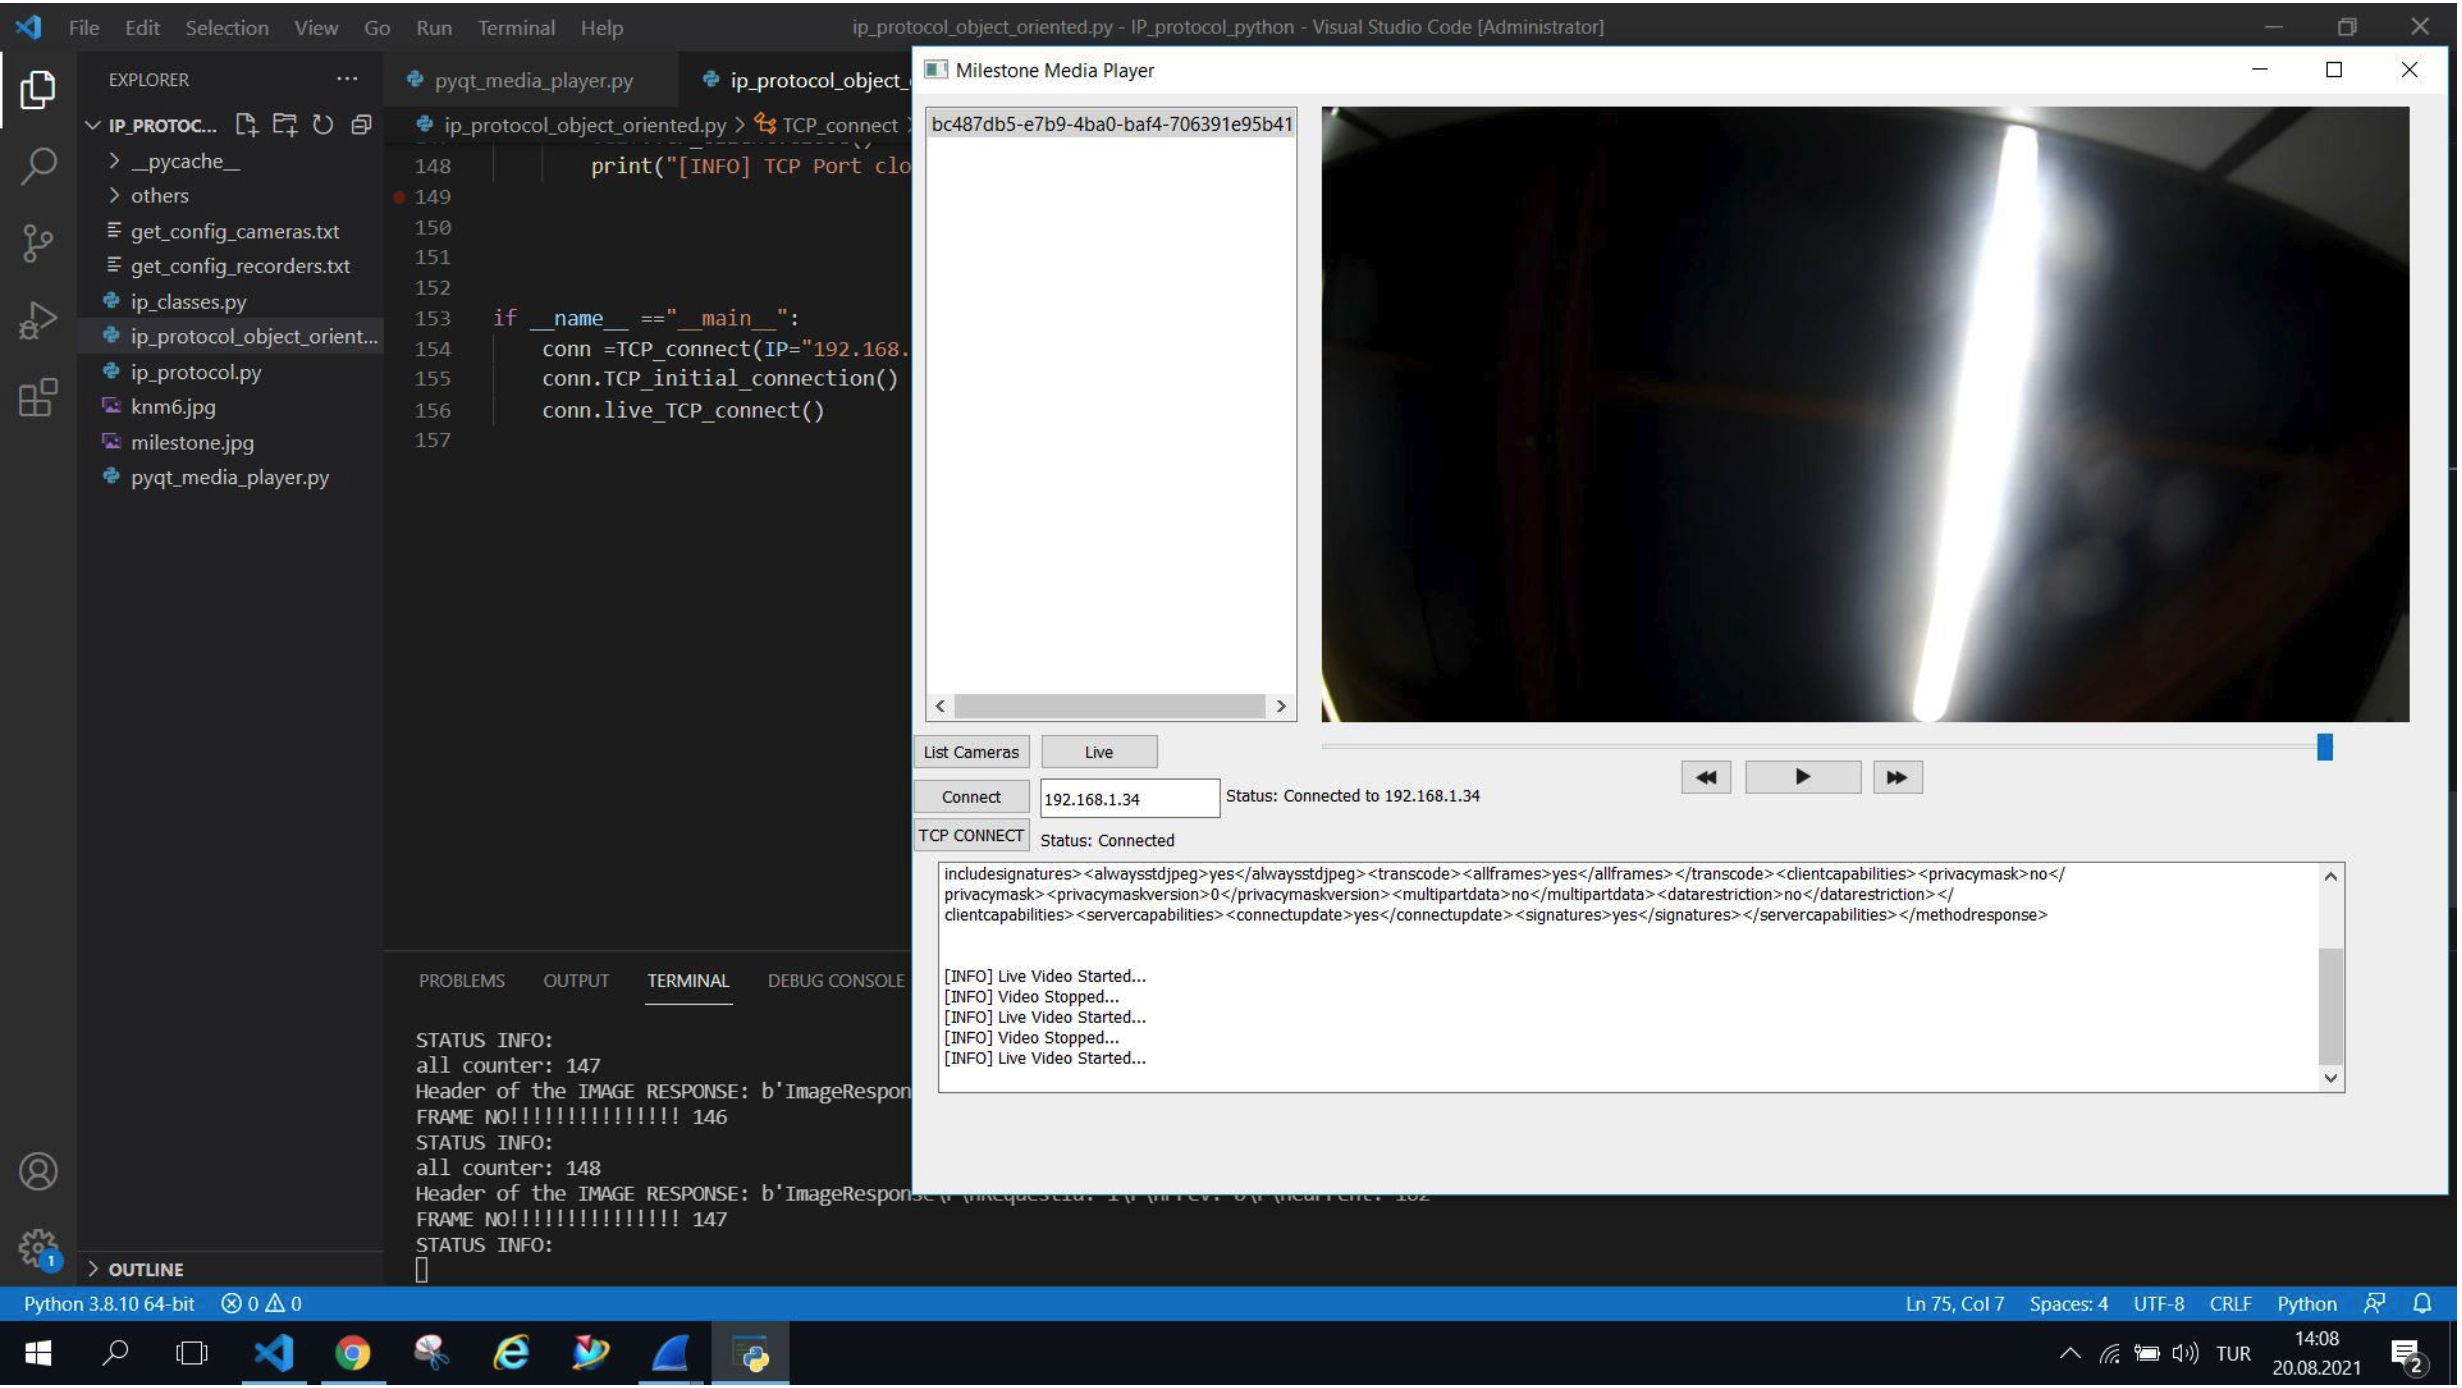 File Edit Selection View Go Run Terminal Help
ip_protocol_object_oriented.py - IP_protocol_python - Visual Studio Code [Administrator]
EXPLORER
IP_PROTOC...
__pycache__
others
get_config_cameras.txt
get_config_recorders.txt
ip_classes.py
ip_protocol_object_orient...
ip_protocol.py
knm6.jpg
milestone.jpg
pyqt_media_player.py
OUTLINE
pyqt_media_player.py
ip_protocol_object_
ip_protocol_object_oriented.py > TCP_connect >
148 print("[INFO] TCP Port clo
149
150
151
152
153 if __name__ =="__main__":
154 conn =TCP_connect(IP="192.168.
155 conn.TCP_initial_connection()
156 conn.live_TCP_connect()
157
PROBLEMS OUTPUT TERMINAL DEBUG CONSOLE
STATUS INFO:
all counter: 147
Header of the IMAGE RESPONSE: b'ImageRespon
FRAME NO!!!!!!!!!!!!!!! 146
STATUS INFO:
all counter: 148
Header of the IMAGE RESPONSE: b'ImageRespon
FRAME NO!!!!!!!!!!!!!!! 147
STATUS INFO:
Milestone Media Player
bc487db5-e7b9-4ba0-baf4-706391e95b41
List Cameras Live
Connect 192.168.1.34 Status: Connected to 192.168.1.34
TCP CONNECT Status: Connected
includesignatures><alwaysstdjpeg>yes</alwaysstdjpeg><transcode><allframes>yes</allframes></transcode><clientcapabilities><privacymask>no</
privacymask><privacymaskversion>0</privacymaskversion><multipartdata>no</multipartdata><datarestriction>no</datarestriction></
clientcapabilities><servercapabilities><connectupdate>yes</connectupdate><signatures>yes</signatures></servercapabilities></methodresponse>
[INFO] Live Video Started...
[INFO] Video Stopped...
[INFO] Live Video Started...
[INFO] Video Stopped...
[INFO] Live Video Started...
1
Python 3.8.10 64-bit 0 0
Ln 75, Col 7 Spaces: 4 UTF-8 CRLF Python
TUR
14:08
20.08.2021
2